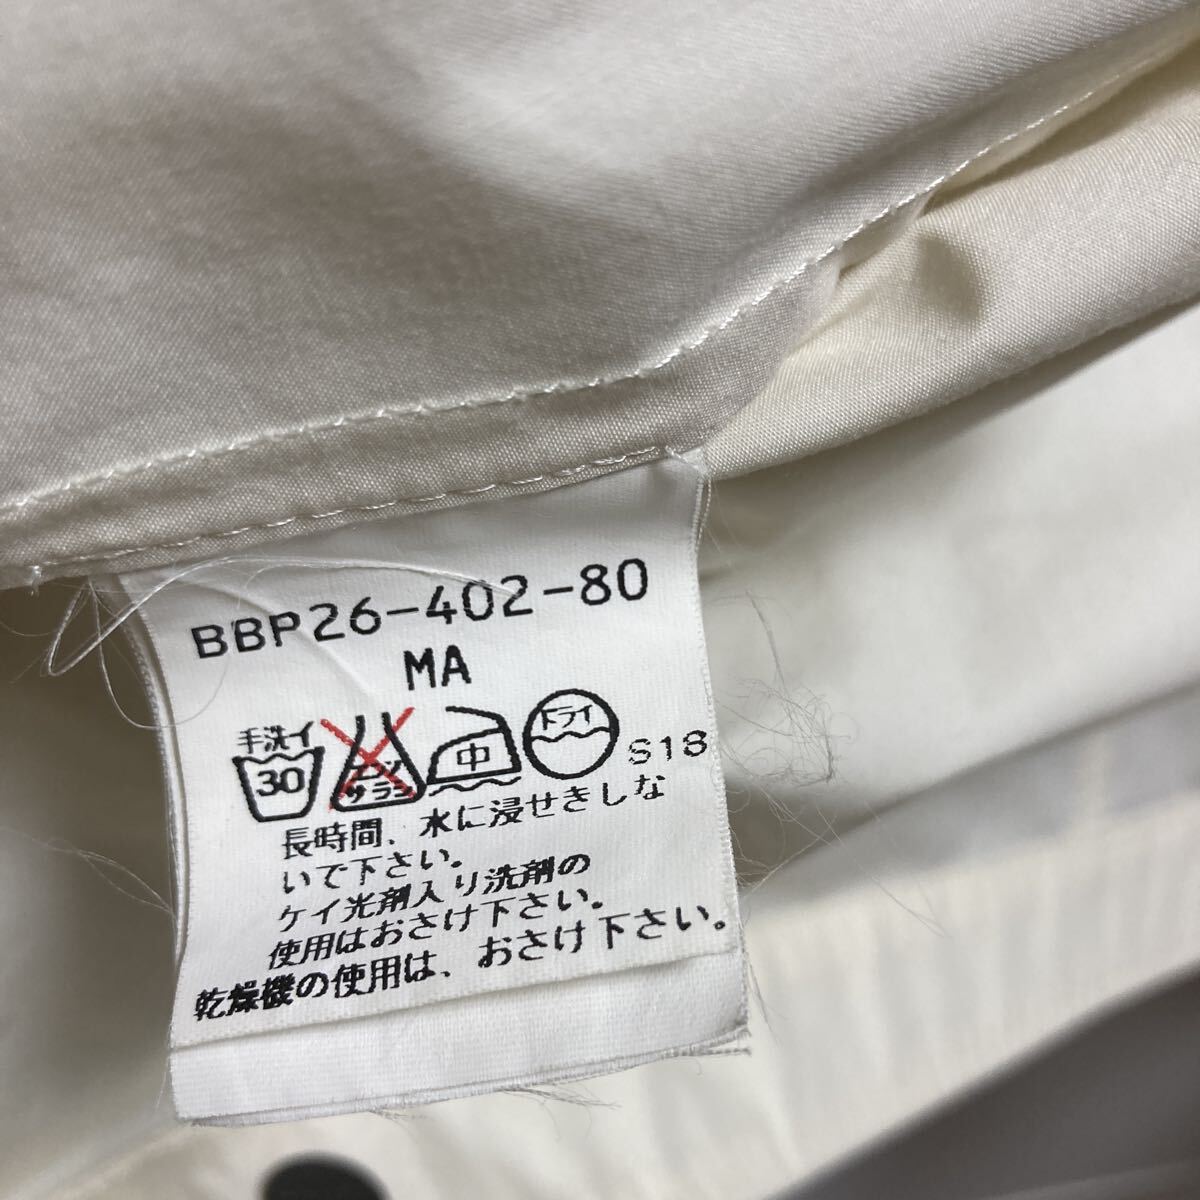 BBP26-402-80
MA
手洗イ 30 エンソ サラシ 中 ドライ S18
長時間、水に浸せきしな
いで下さい。
ケイ光剤入り洗剤の
使用はおさけ下さい。
乾燥機の使用は、おさけ下さい。